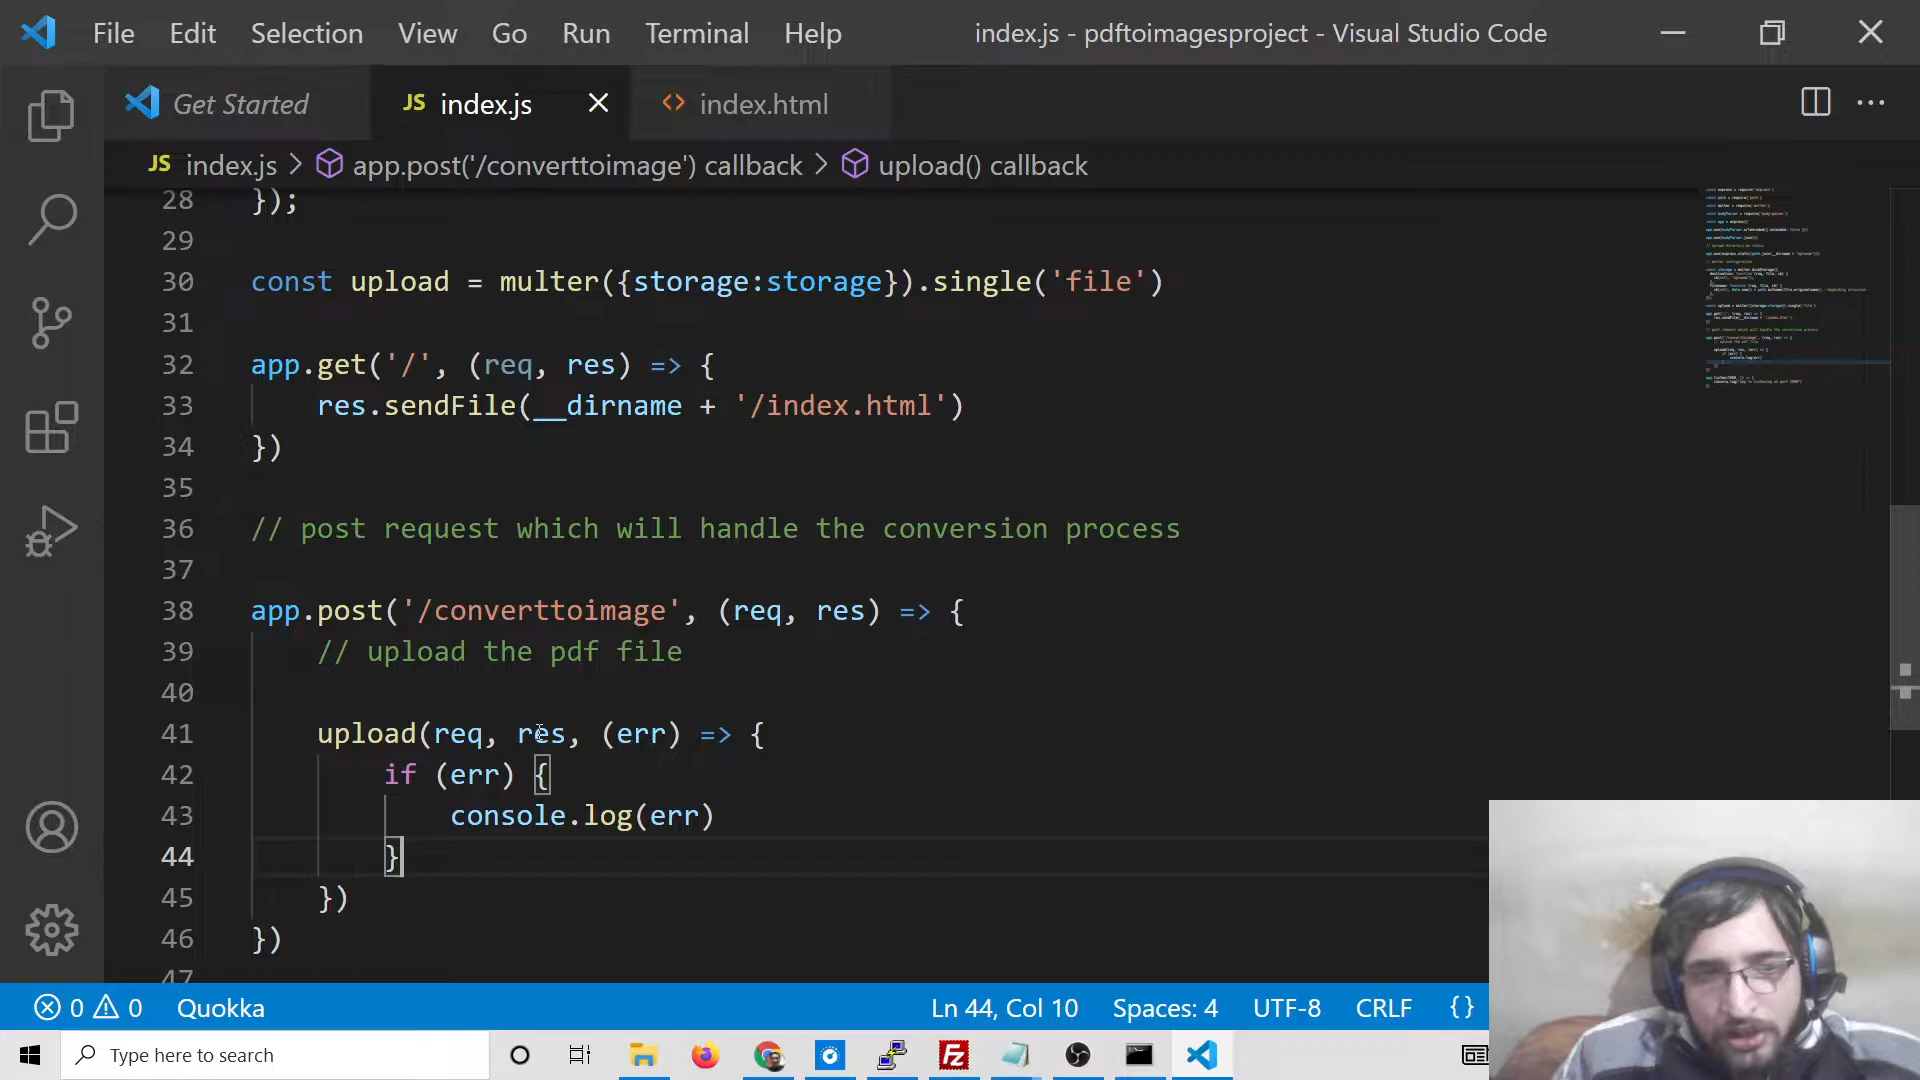 File Edit Selection View Go Run Terminal Help index.js - pdftoimagesproject - Visual Studio Code
Get Started JS index.js index.html
JS index.js > app.post('/converttoimage') callback > upload() callback
28 });
29
30 const upload = multer({storage:storage}).single('file')
31
32 app.get('/', (req, res) => {
33 res.sendFile(__dirname + '/index.html')
34 })
35
36 // post request which will handle the conversion process
37
38 app.post('/converttoimage', (req, res) => {
39 // upload the pdf file
40
41 upload(req, res, (err) => {
42 if (err) {
43 console.log(err)
44 }
45 })
46 })
47
0 0 Quokka Ln 44, Col 10 Spaces: 4 UTF-8 CRLF {}
Type here to search